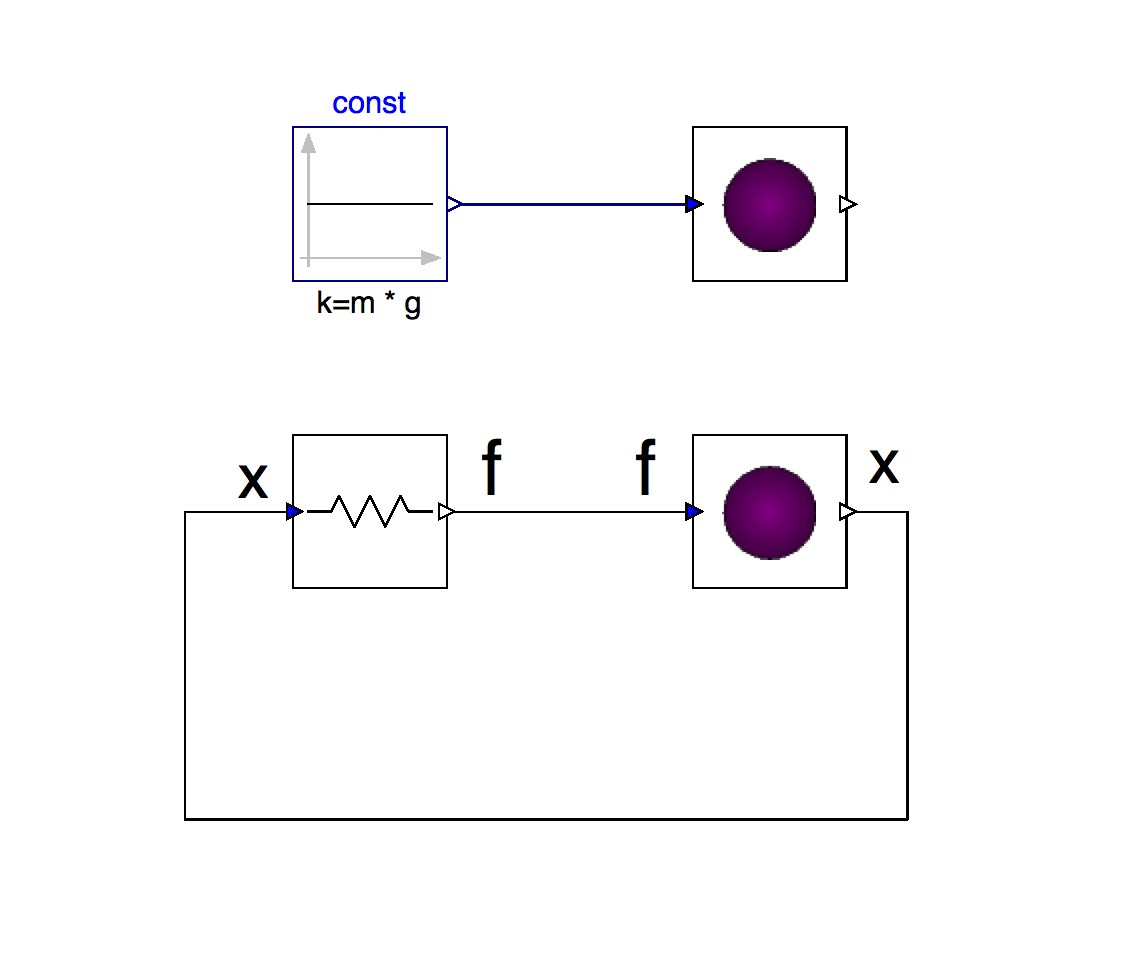 const
k=m * g
x f f x